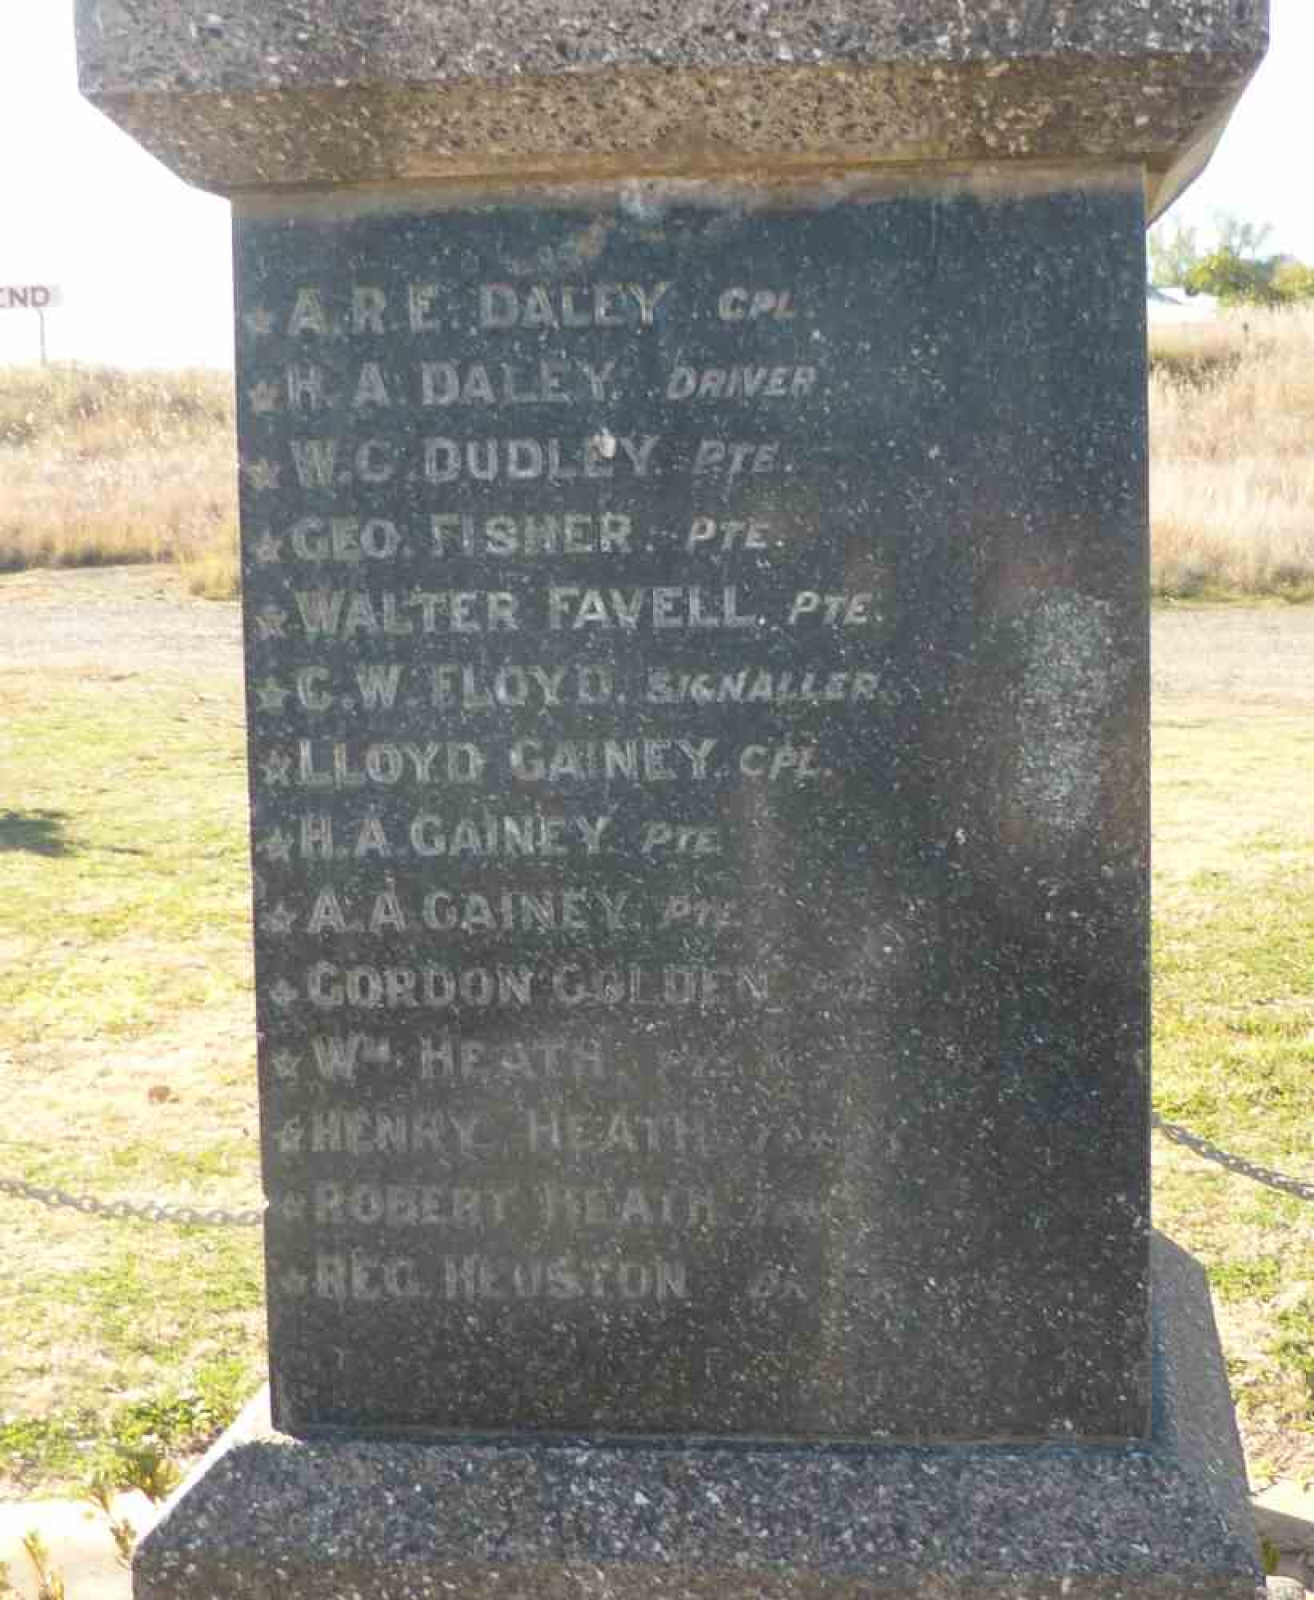 END
★ A.R.E. DALEY. CPL.
★ H. A. DALEY. DRIVER.
★ W.C. DUDLEY. PTE.
★ GEO. FISHER. PTE.
★ WALTER FAVELL. PTE.
★ C.W. FLOYD. SIGNALLER.
★ LLOYD GAINEY. CPL.
★ H.A. GAINEY. PTE
★ A.A. GAINEY. PTE
★ GORDON GOLDEN
★ Wᴹ HEATH.
★ HENRY HEATH.
★ ROBERT HEATH.
★ REG. HEUSTON